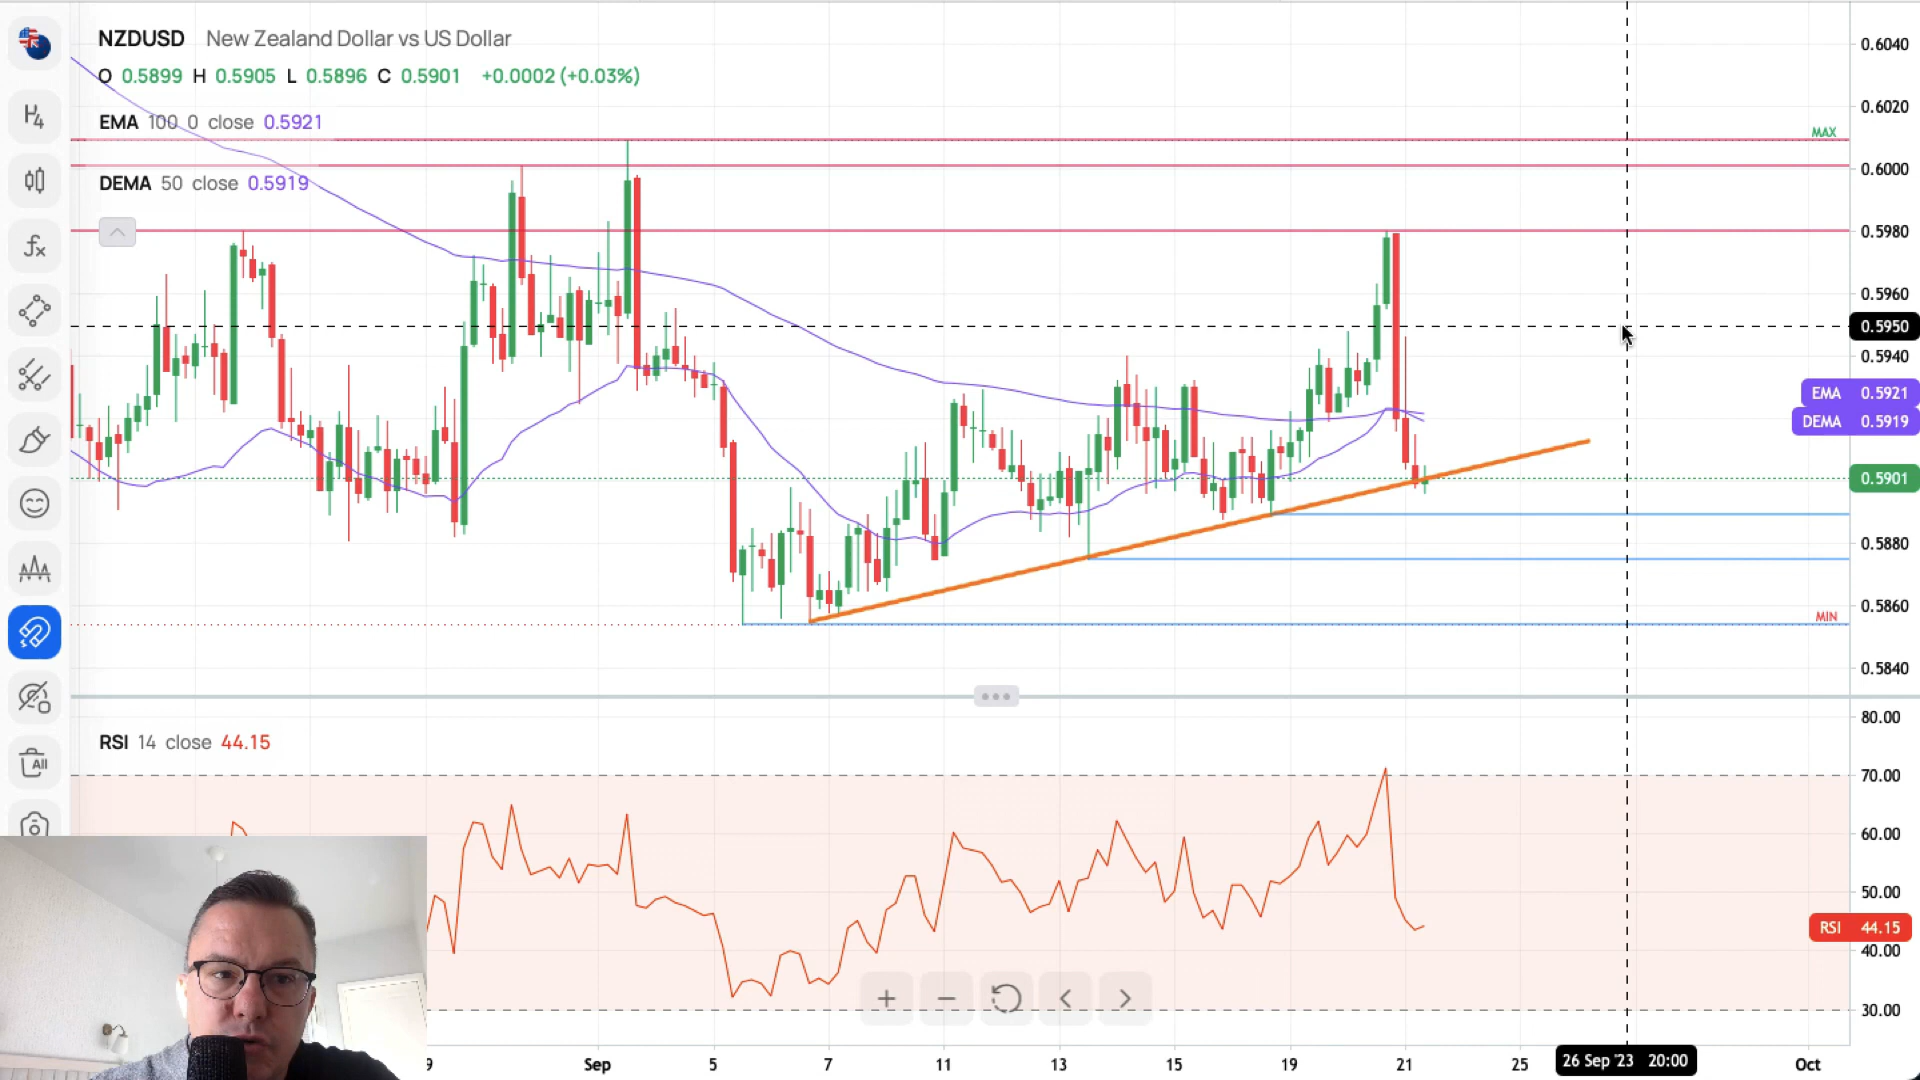 NZDUSD New Zealand Dollar vs US Dollar
O 0.5899 H 0.5905 L 0.5896 C 0.5901 +0.0002 (+0.03%)
EMA 100 0 close 0.5921
DEMA 50 close 0.5919
H4
fx
All
0.6040
0.6020
MAX
0.6000
0.5980
0.5960
0.5950
0.5940
EMA 0.5921
DEMA 0.5919
0.5901
0.5880
0.5860
MIN
0.5840
RSI 14 close 44.15
80.00
70.00
60.00
50.00
RSI 44.15
40.00
30.00
9 Sep 5 7 11 13 15 19 21 25 26 Sep '23 20:00 Oct